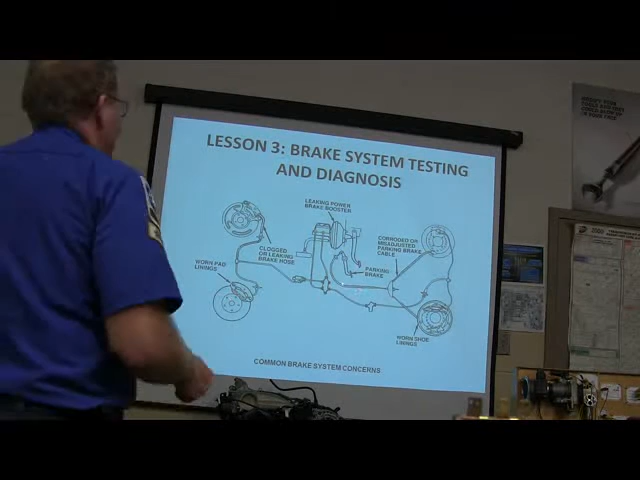 LESSON 3: BRAKE SYSTEM TESTING
AND DIAGNOSIS
LEAKING POWER
BRAKE BOOSTER
CLOGGED
OR LEAKING
BRAKE HOSE
CORRODED OR
MISADJUSTED
PARKING BRAKE
CABLE
WORN PAD
LININGS
PARKING
BRAKE
WORN SHOE
LININGS
COMMON BRAKE SYSTEM CONCERNS